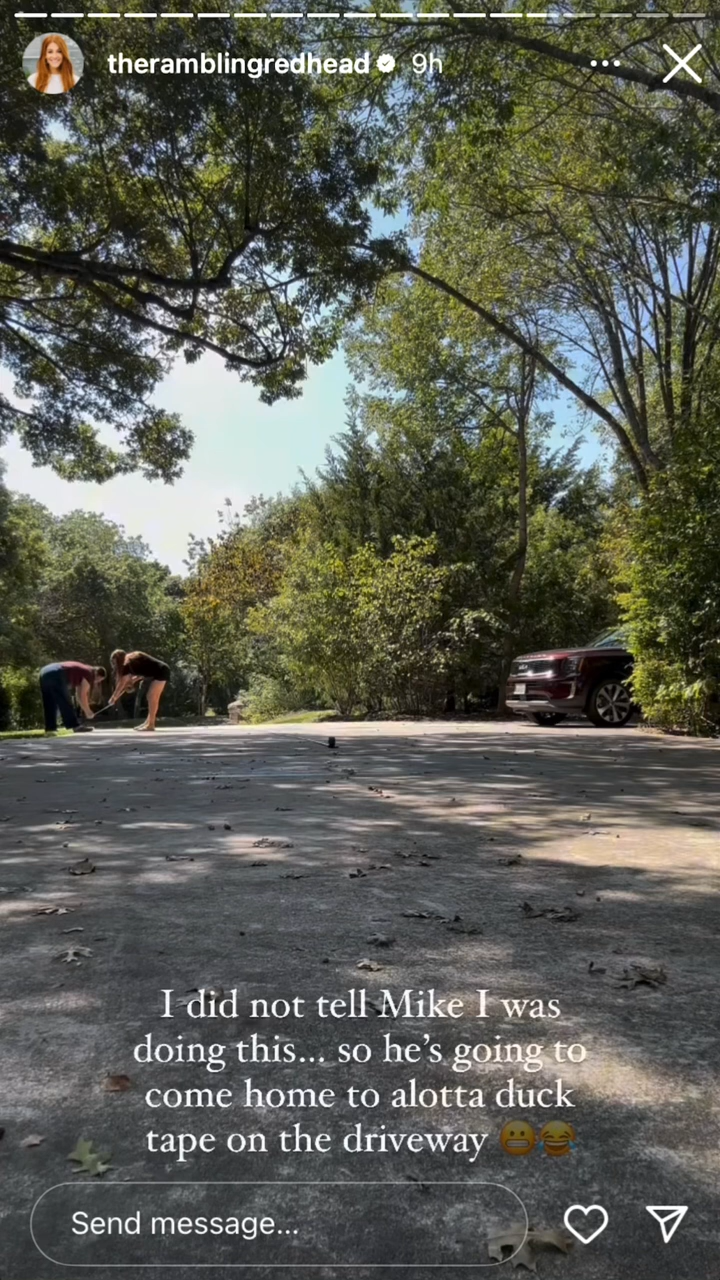 theramblingredhead 9h
I did not tell Mike I was
doing this... so he's going to
come home to alotta duck
tape on the driveway 😬😂
Send message...